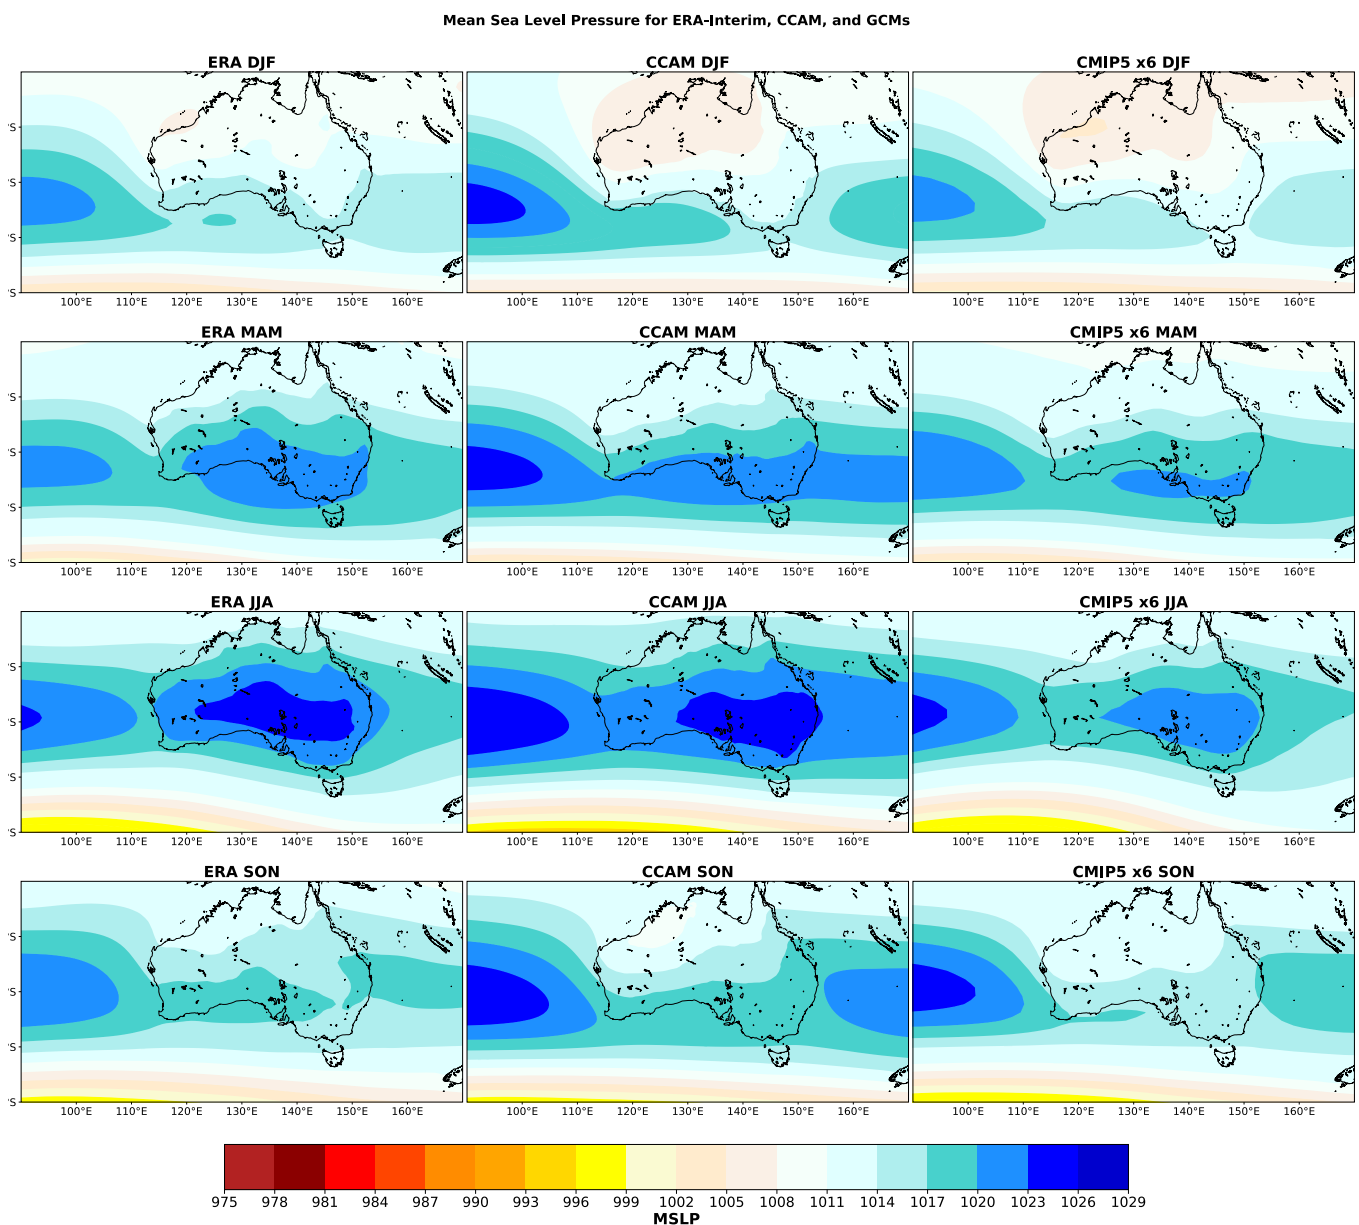 Mean Sea Level Pressure for ERA-Interim, CCAM, and GCMs
ERA DJF CCAM DJF CMIP5 x6 DJF
°S
°S
°S
°S
100°E 110°E 120°E 130°E 140°E 150°E 160°E 100°E 110°E 120°E 130°E 140°E 150°E 160°E 100°E 110°E 120°E 130°E 140°E 150°E 160°E
ERA MAM CCAM MAM CMIP5 x6 MAM
°S
°S
°S
°S
100°E 110°E 120°E 130°E 140°E 150°E 160°E 100°E 110°E 120°E 130°E 140°E 150°E 160°E 100°E 110°E 120°E 130°E 140°E 150°E 160°E
ERA JJA CCAM JJA CMIP5 x6 JJA
°S
°S
°S
°S
100°E 110°E 120°E 130°E 140°E 150°E 160°E 100°E 110°E 120°E 130°E 140°E 150°E 160°E 100°E 110°E 120°E 130°E 140°E 150°E 160°E
ERA SON CCAM SON CMIP5 x6 SON
°S
°S
°S
°S
100°E 110°E 120°E 130°E 140°E 150°E 160°E 100°E 110°E 120°E 130°E 140°E 150°E 160°E 100°E 110°E 120°E 130°E 140°E 150°E 160°E
975 978 981 984 987 990 993 996 999 1002 1005 1008 1011 1014 1017 1020 1023 1026 1029
MSLP